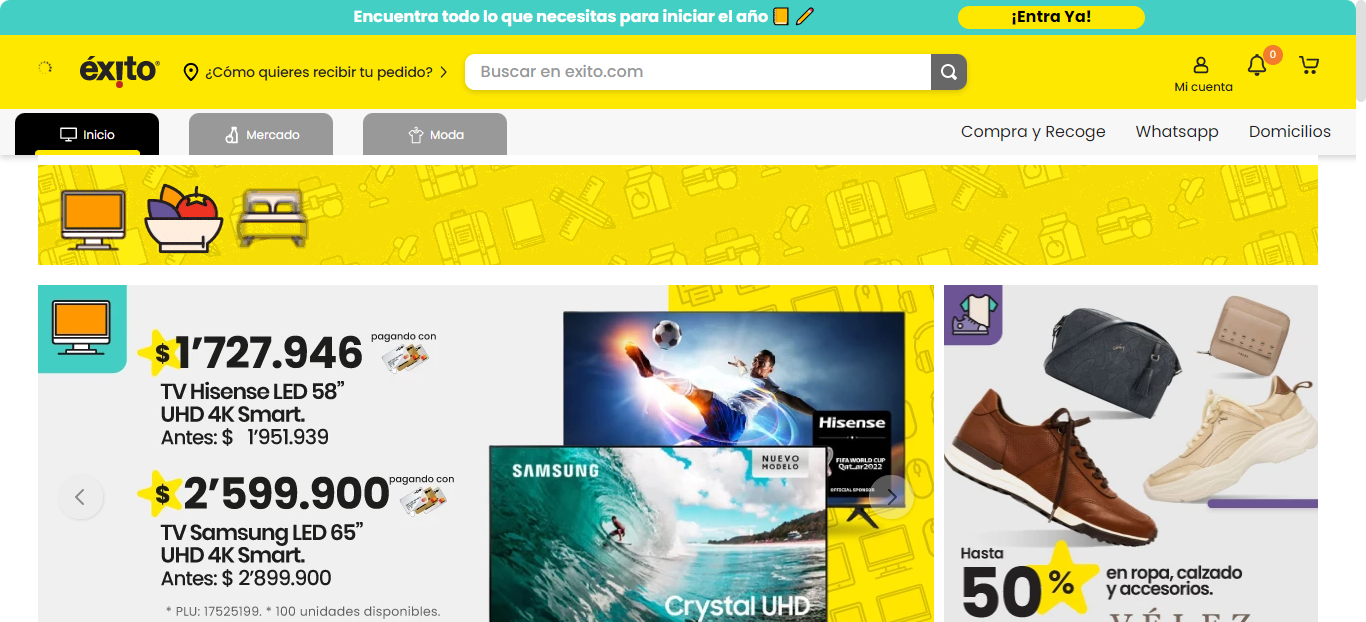 Encuentra todo lo que necesitas para iniciar el año
¡Entra Ya!
éxito
¿Cómo quieres recibir tu pedido?
Buscar en exito.com
0
Mi cuenta
Inicio
Mercado
Moda
Compra y Recoge
Whatsapp
Domicilios
$1’727.946
pagando con
TV Hisense LED 58”
UHD 4K Smart.
Antes: $ 1’951.939
$2’599.900
pagando con
TV Samsung LED 65”
UHD 4K Smart.
Antes: $ 2’899.900
* PLU: 17525199. * 100 unidades disponibles.
Hisense
FIFA WORLD CUP
Qatar2022
OFFICIAL SPONSOR
SAMSUNG
NUEVO
MODELO
Crystal UHD
Hasta
50%
en ropa, calzado
y accesorios.
VÉLEZ